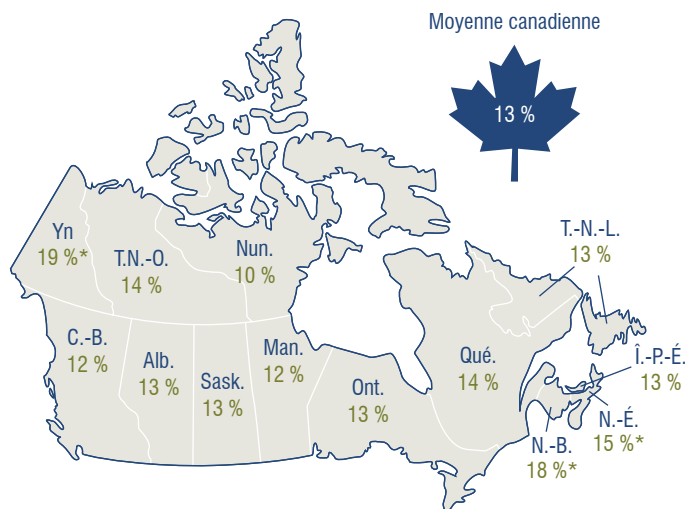 Moyenne canadienne
13 %
Yn
19 %*
T.N.-O.
14 %
Nun.
10 %
T.-N.-L.
13 %
C.-B.
12 %
Alb.
13 %
Sask.
13 %
Man.
12 %
Ont.
13 %
Qué.
14 %
Î.-P.-É.
13 %
N.-É.
15 %*
N.-B.
18 %*